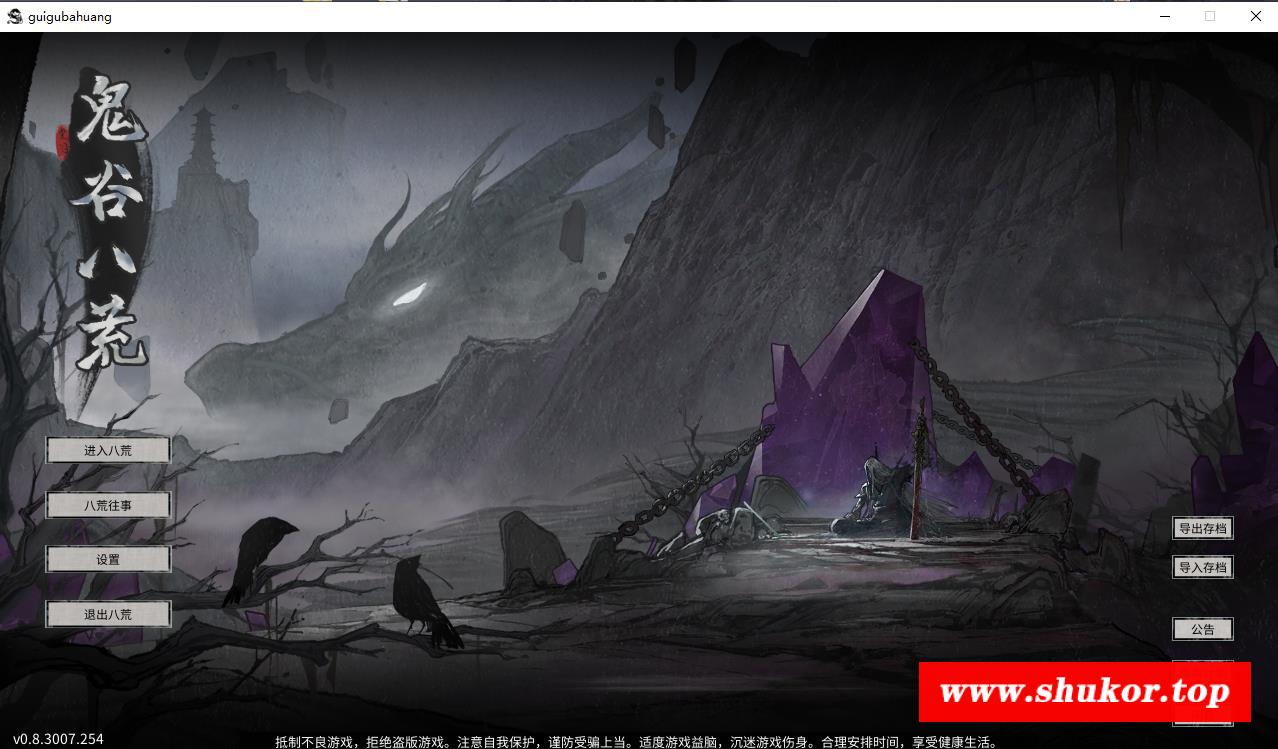 guigubahuang
鬼谷八荒
进入八荒
八荒往事
设置
退出八荒
导出存档
导入存档
公告
www.shukor.top
v0.8.3007.254
抵制不良游戏，拒绝盗版游戏。注意自我保护，谨防受骗上当。适度游戏益脑，沉迷游戏伤身。合理安排时间，享受健康生活。